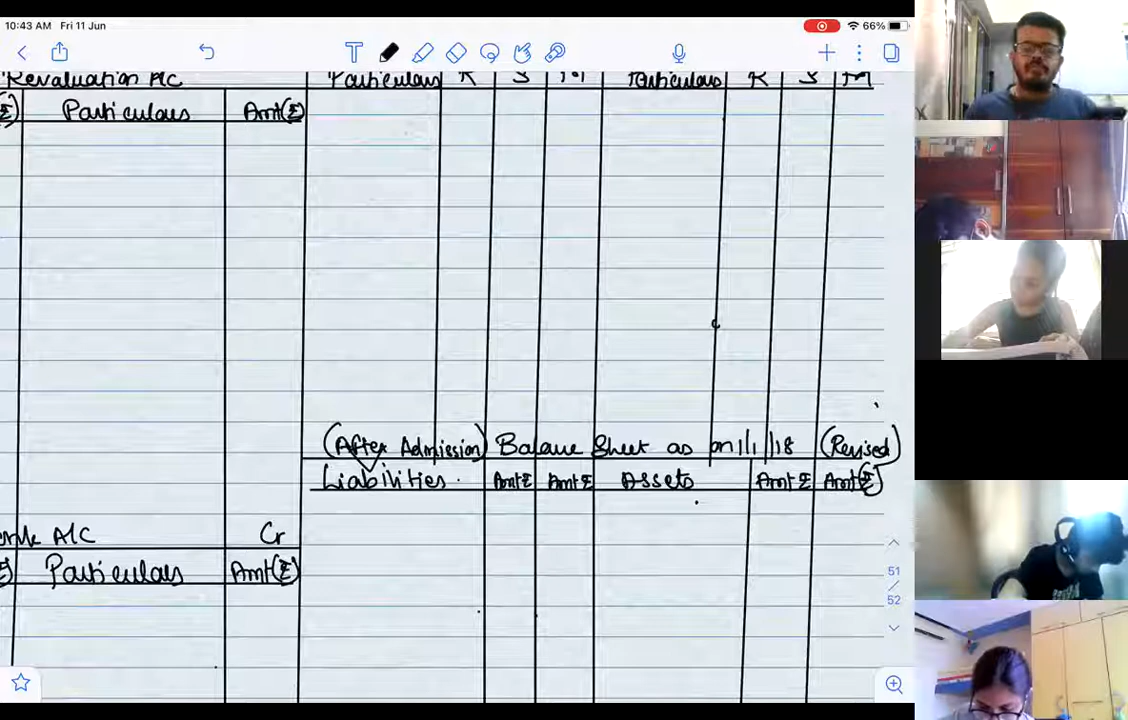 10:43 AM Fri 11 Jun 66%
T
Revaluation A/C Particulars R S M Particulars R S M
(₹) Particulars Amt(₹)
(After Admission) Balance Sheet as on 1/1/18 (Revised)
Liabilities Amt ₹ Amt ₹ Assets Amt ₹ Amt(₹)
A/C Cr
(₹) Particulars Amt(₹)
51
/
52